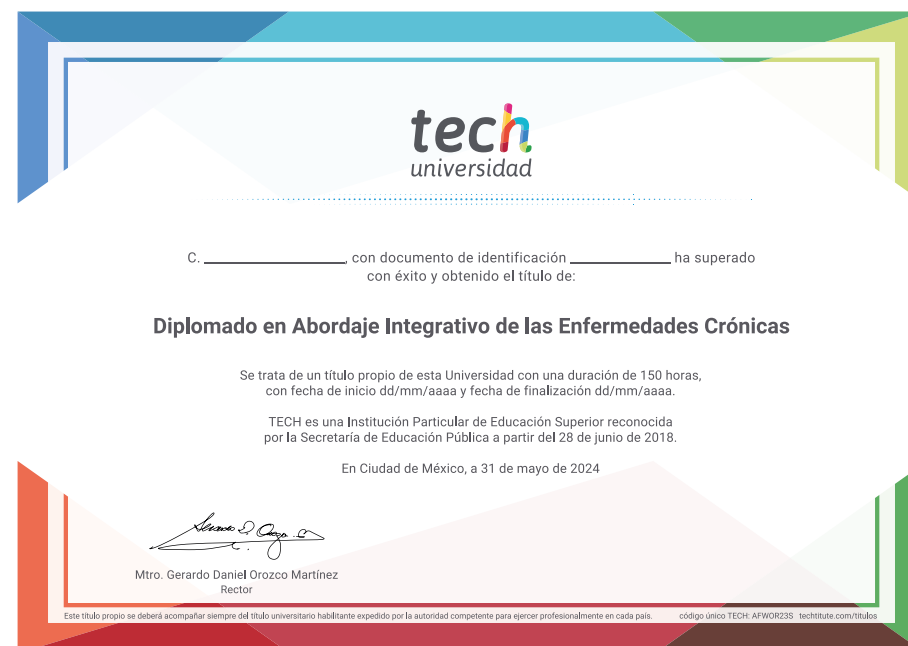 tech
universidad
C. ____________, con documento de identificación ____________ ha superado
con éxito y obtenido el título de:
Diplomado en Abordaje Integrativo de las Enfermedades Crónicas
Se trata de un título propio de esta Universidad con una duración de 150 horas,
con fecha de inicio dd/mm/aaaa y fecha de finalización dd/mm/aaaa.
TECH es una Institución Particular de Educación Superior reconocida
por la Secretaría de Educación Pública a partir del 28 de junio de 2018.
En Ciudad de México, a 31 de mayo de 2024
Mtro. Gerardo Daniel Orozco Martínez
Rector
Este título propio se deberá acompañar siempre del título universitario habilitante expedido por la autoridad competente para ejercer profesionalmente en cada país. código único TECH: AFWOR23S techtitute.com/titulos